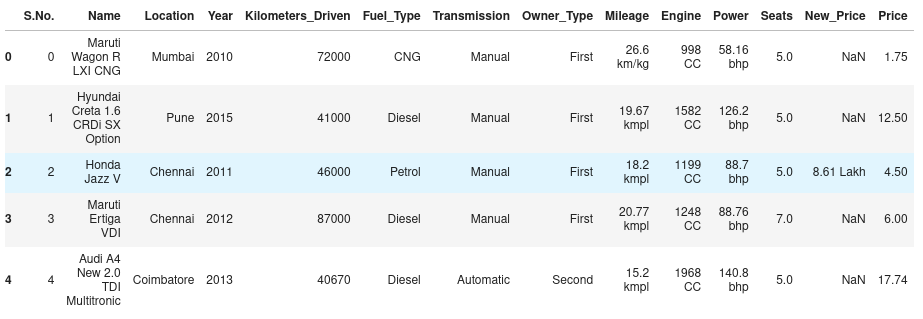 S.No. Name Location Year Kilometers_Driven Fuel_Type Transmission Owner_Type Mileage Engine Power Seats New_Price Price
0 0 Maruti Wagon R LXI CNG Mumbai 2010 72000 CNG Manual First 26.6 km/kg 998 CC 58.16 bhp 5.0 NaN 1.75
1 1 Hyundai Creta 1.6 CRDi SX Option Pune 2015 41000 Diesel Manual First 19.67 kmpl 1582 CC 126.2 bhp 5.0 NaN 12.50
2 2 Honda Jazz V Chennai 2011 46000 Petrol Manual First 18.2 kmpl 1199 CC 88.7 bhp 5.0 8.61 Lakh 4.50
3 3 Maruti Ertiga VDI Chennai 2012 87000 Diesel Manual First 20.77 kmpl 1248 CC 88.76 bhp 7.0 NaN 6.00
4 4 Audi A4 New 2.0 TDI Multitronic Coimbatore 2013 40670 Diesel Automatic Second 15.2 kmpl 1968 CC 140.8 bhp 5.0 NaN 17.74